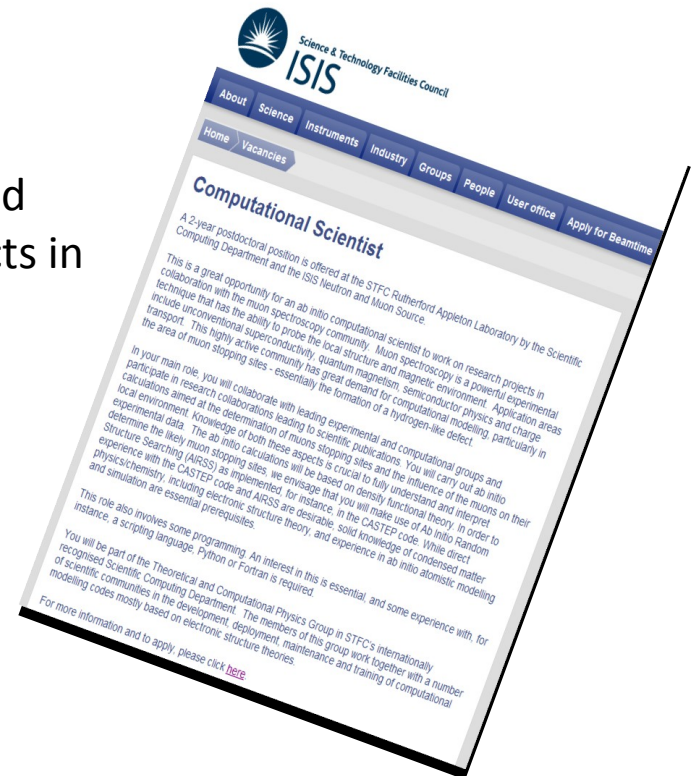 d
cts in
Science & Technology Facilities Council
ISIS
About Science Instruments Industry Groups People User office Apply for Beamtime
Home Vacancies
Computational Scientist
A 2-year postdoctoral position is offered at the STFC Rutherford Appleton Laboratory by the Scientific
Computing Department and the ISIS Neutron and Muon Source.
This is a great opportunity for an ab initio computational scientist to work on research projects in
collaboration with the muon spectroscopy community. Muon spectroscopy is a powerful experimental
technique that has the ability to probe the local structure and magnetic environment. Application areas
include unconventional superconductivity, quantum magnetism, semiconductor physics and charge
transport. This highly active community has great demand for computational modelling, particularly in
the area of muon stopping sites - essentially the formation of a hydrogen-like defect.
In your main role, you will collaborate with leading experimental and computational groups and
participate in research collaborations leading to scientific publications. You will carry out ab initio
calculations aimed at the determination of muons stopping sites and the influence of the muons on their
local environment. Knowledge of both these aspects is crucial to fully understand and interpret
experimental data. The ab initio calculations will be based on density functional theory. In order to
determine the likely muon stopping sites, we envisage that you will make use of Ab Initio Random
Structure Searching (AIRSS) as implemented, for instance, in the CASTEP code. While direct
experience with the CASTEP code and AIRSS are desirable, solid knowledge of condensed matter
physics/chemistry, including electronic structure theory, and experience in ab initio atomistic modelling
and simulation are essential prerequisites.
This role also involves some programming. An interest in this is essential, and some experience with, for
instance, a scripting language, Python or Fortran is required.
You will be part of the Theoretical and Computational Physics Group in STFC's internationally
recognised Scientific Computing Department. The members of this group work together with a number
of scientific communities in the development, deployment, maintenance and training of computational
modelling codes mostly based on electronic structure theories.
For more information and to apply, please click here.